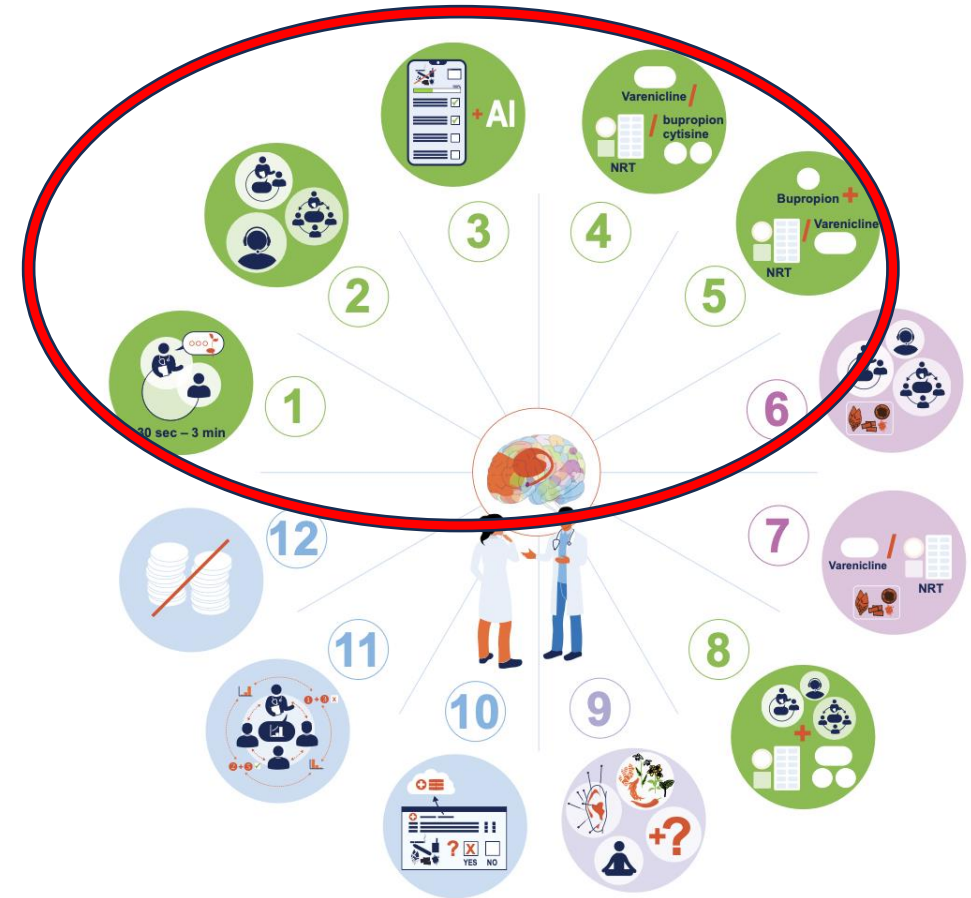 + AI
Varenicline /
/ bupropion
cytisine
NRT
3
4
Bupropion +
/ Varenicline
NRT
2
5
30 sec – 3 min
1
6
12
7
Varenicline /
NRT
11
8
10
9
+
? X
YES NO
+?